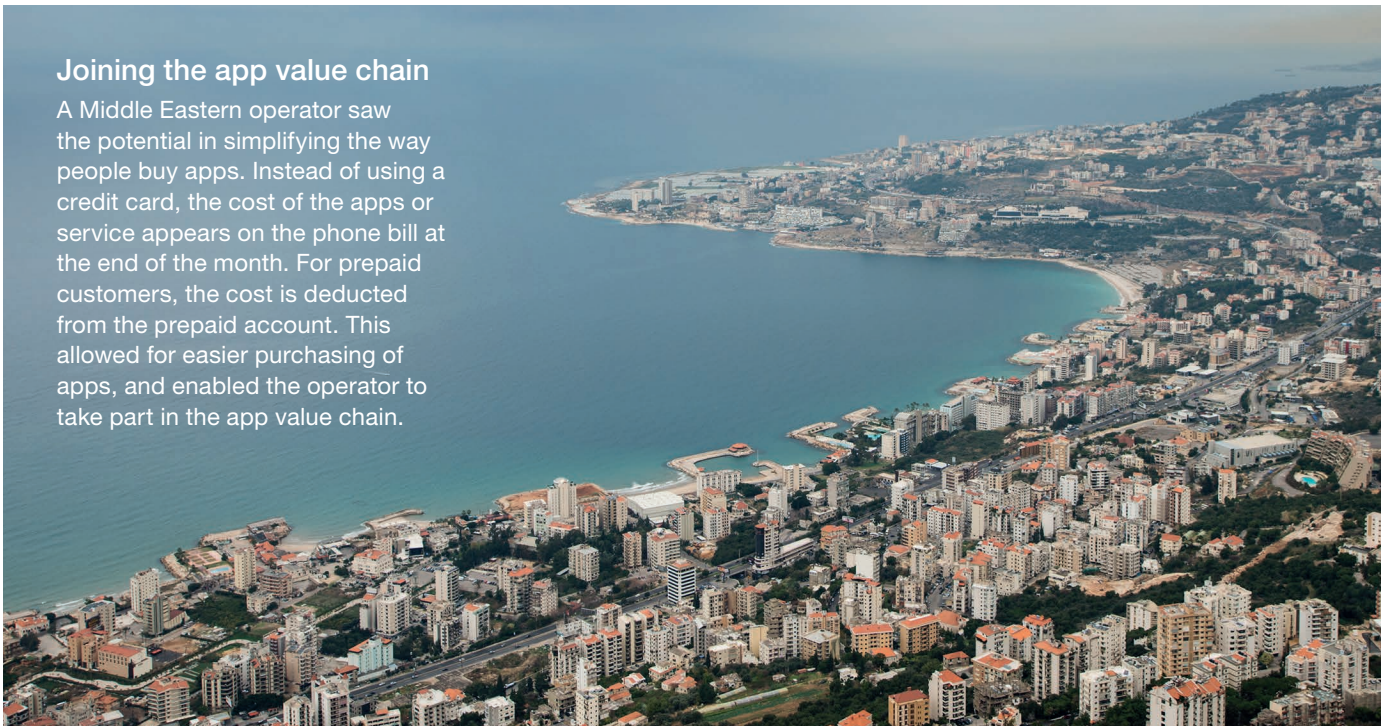 Joining the app value chain
A Middle Eastern operator saw
the potential in simplifying the way
people buy apps. Instead of using a
credit card, the cost of the apps or
service appears on the phone bill at
the end of the month. For prepaid
customers, the cost is deducted
from the prepaid account. This
allowed for easier purchasing of
apps, and enabled the operator to
take part in the app value chain.